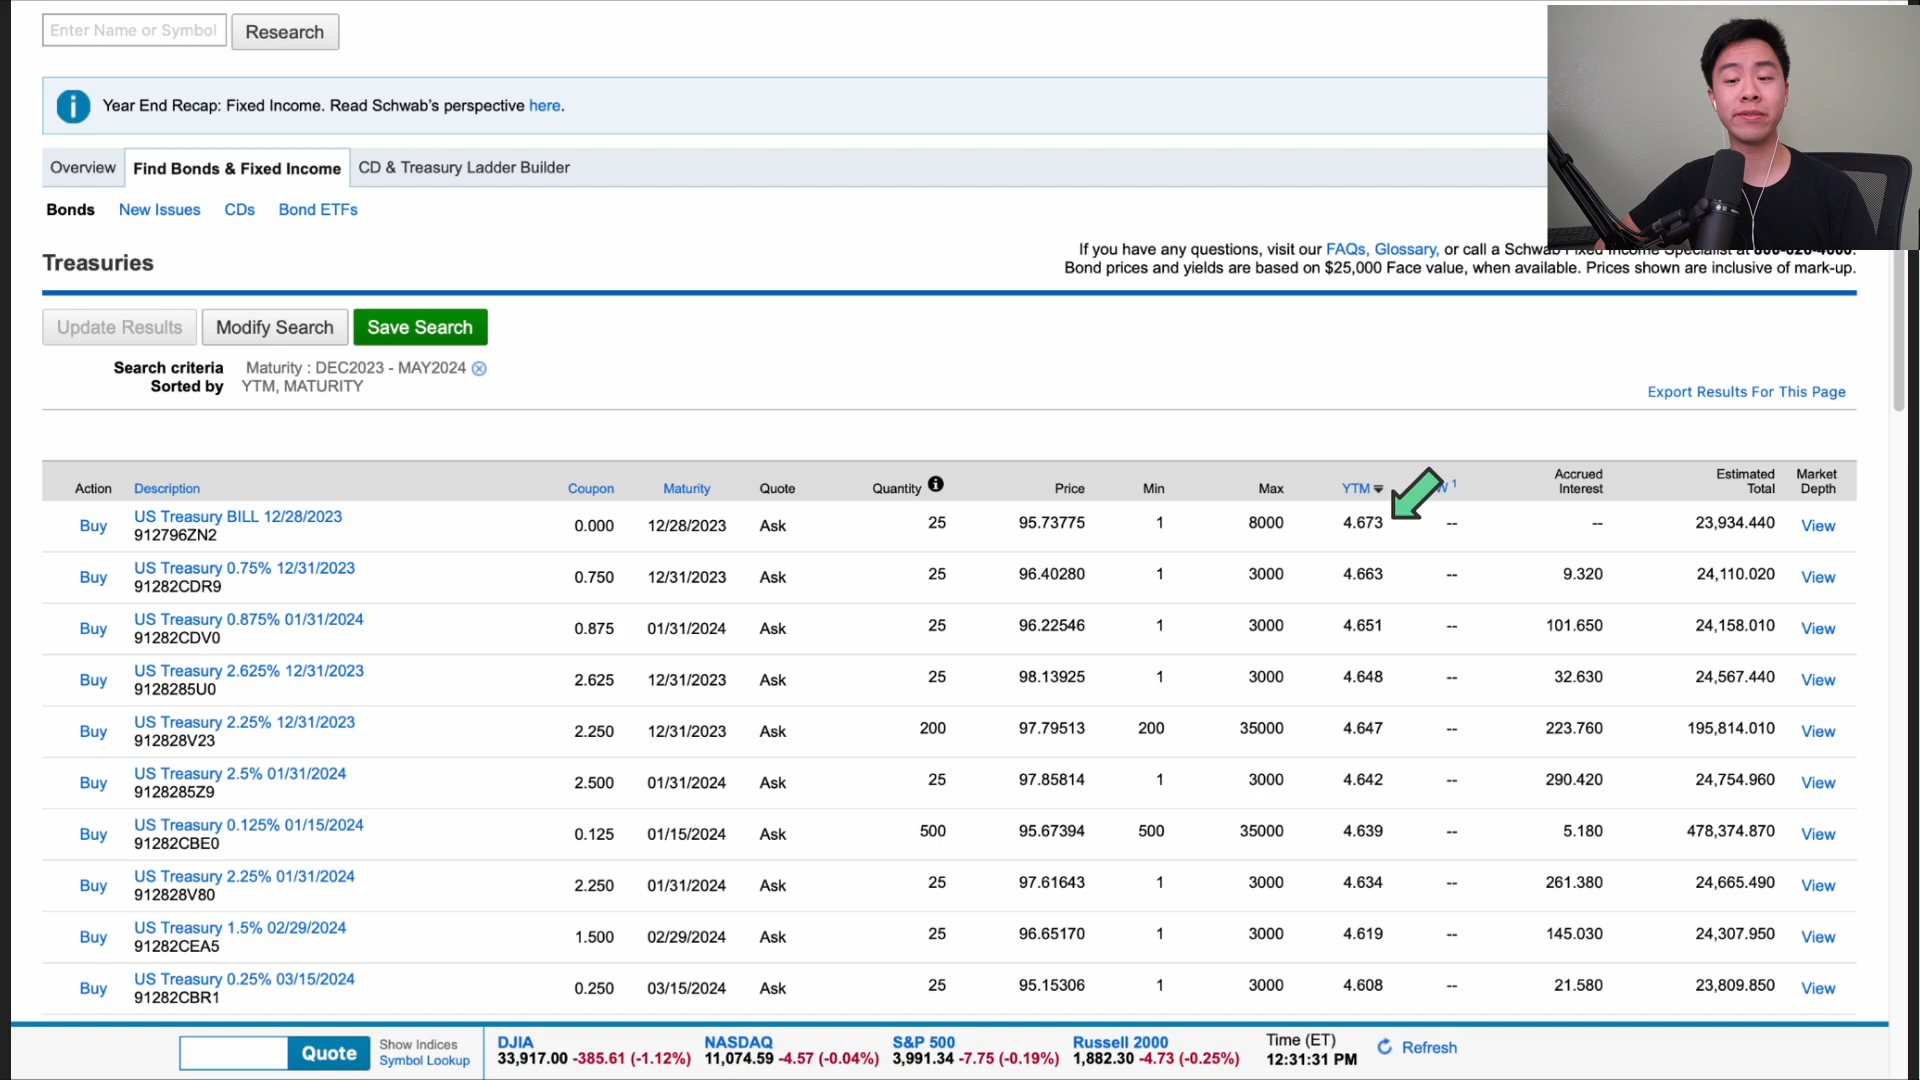 Enter Name or Symbol Research
Year End Recap: Fixed Income. Read Schwab's perspective here.
Overview Find Bonds & Fixed Income CD & Treasury Ladder Builder
Bonds New Issues CDs Bond ETFs
If you have any questions, visit our FAQs, Glossary, or call a Schwab Fixed Income Specialist at
Treasuries
Bond prices and yields are based on $25,000 Face value, when available. Prices shown are inclusive of mark-up.
Update Results Modify Search Save Search
Search criteria Maturity : DEC2023 - MAY2024
Sorted by YTM, MATURITY
Export Results For This Page
Action Description Coupon Maturity Quote Quantity Price Min Max YTM 1 Accrued Interest Estimated Total Market Depth
Buy US Treasury BILL 12/28/2023 0.000 12/28/2023 Ask 25 95.73775 1 8000 4.673 -- -- 23,934.440 View
912796ZN2
Buy US Treasury 0.75% 12/31/2023 0.750 12/31/2023 Ask 25 96.40280 1 3000 4.663 -- 9.320 24,110.020 View
91282CDR9
Buy US Treasury 0.875% 01/31/2024 0.875 01/31/2024 Ask 25 96.22546 1 3000 4.651 -- 101.650 24,158.010 View
91282CDV0
Buy US Treasury 2.625% 12/31/2023 2.625 12/31/2023 Ask 25 98.13925 1 3000 4.648 -- 32.630 24,567.440 View
9128285U0
Buy US Treasury 2.25% 12/31/2023 2.250 12/31/2023 Ask 200 97.79513 200 35000 4.647 -- 223.760 195,814.010 View
912828V23
Buy US Treasury 2.5% 01/31/2024 2.500 01/31/2024 Ask 25 97.85814 1 3000 4.642 -- 290.420 24,754.960 View
9128285Z9
Buy US Treasury 0.125% 01/15/2024 0.125 01/15/2024 Ask 500 95.67394 500 35000 4.639 -- 5.180 478,374.870 View
91282CBE0
Buy US Treasury 2.25% 01/31/2024 2.250 01/31/2024 Ask 25 97.61643 1 3000 4.634 -- 261.380 24,665.490 View
912828V80
Buy US Treasury 1.5% 02/29/2024 1.500 02/29/2024 Ask 25 96.65170 1 3000 4.619 -- 145.030 24,307.950 View
91282CEA5
Buy US Treasury 0.25% 03/15/2024 0.250 03/15/2024 Ask 25 95.15306 1 3000 4.608 -- 21.580 23,809.850 View
91282CBR1
Quote Show Indices DJIA NASDAQ S&P 500 Russell 2000 Time (ET) Refresh
Symbol Lookup 33,917.00 -385.61 (-1.12%) 11,074.59 -4.57 (-0.04%) 3,991.34 -7.75 (-0.19%) 1,882.30 -4.73 (-0.25%) 12:31:31 PM